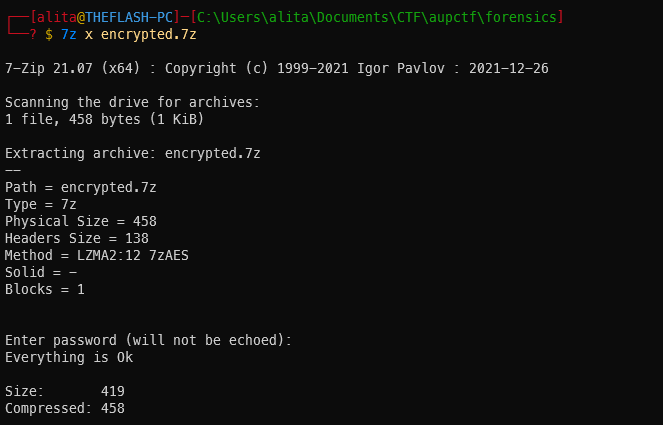 ┌──[alita@THEFLASH-PC]-[C:\Users\alita\Documents\CTF\aupctf\forensics]
└──? $ 7z x encrypted.7z
7-Zip 21.07 (x64) : Copyright (c) 1999-2021 Igor Pavlov : 2021-12-26
Scanning the drive for archives:
1 file, 458 bytes (1 KiB)
Extracting archive: encrypted.7z
--
Path = encrypted.7z
Type = 7z
Physical Size = 458
Headers Size = 138
Method = LZMA2:12 7zAES
Solid = -
Blocks = 1
Enter password (will not be echoed):
Everything is Ok
Size:       419
Compressed: 458